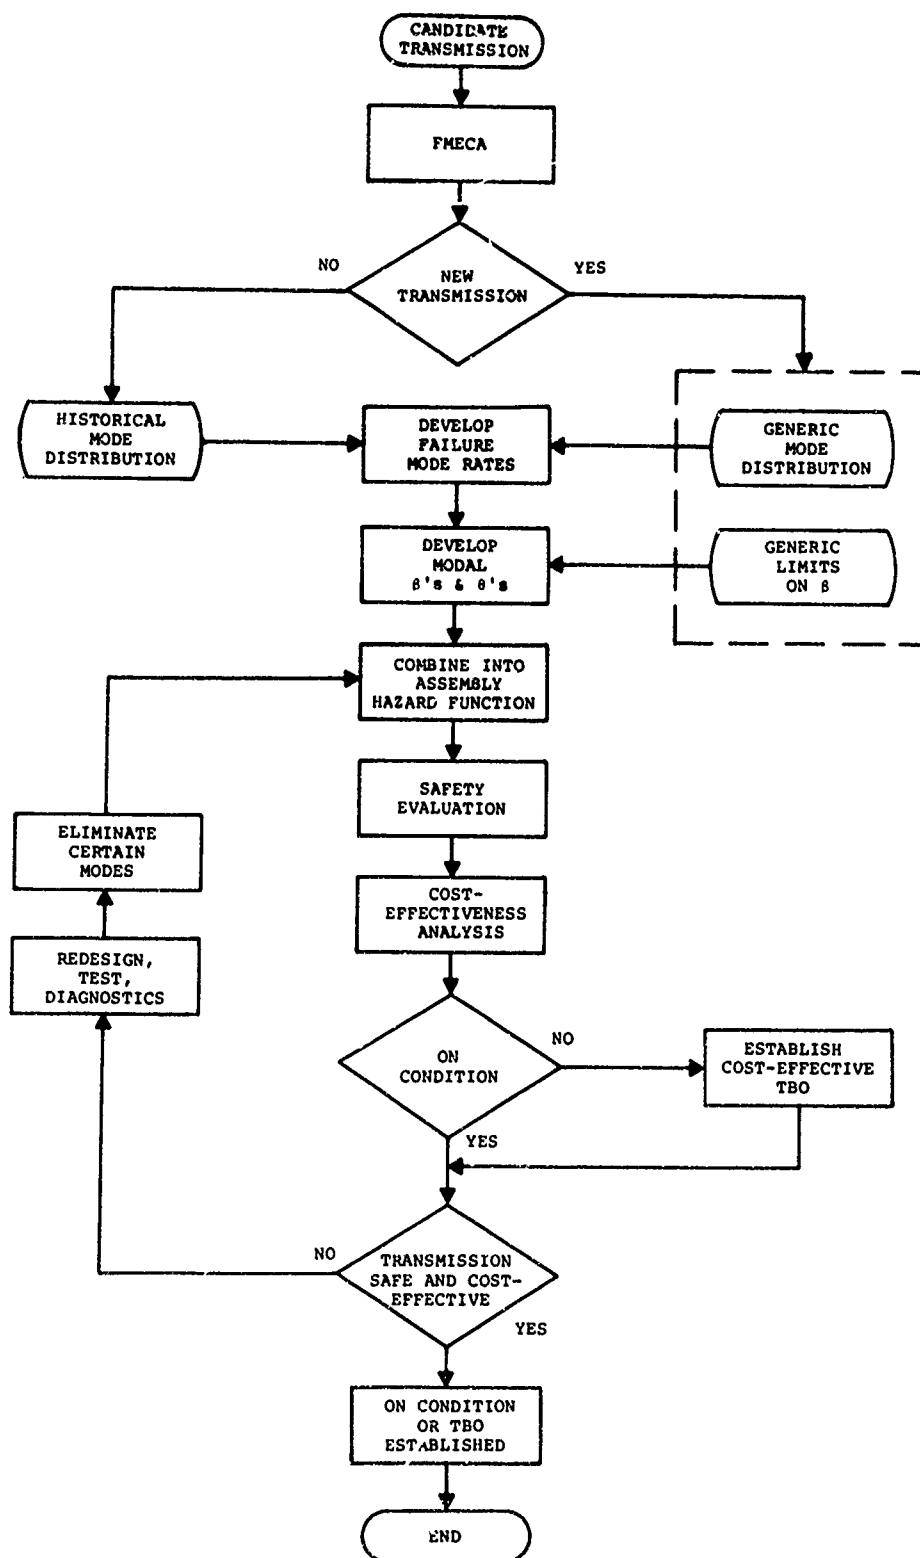 CANDIDATE
TRANSMISSION
FMECA
NO
YES
NEW
TRANSMISSION
HISTORICAL
MODE
DISTRIBUTION
DEVELOP
FAILURE
MODE RATES
GENERIC
MODE
DISTRIBUTION
DEVELOP
MODAL
β's & θ's
GENERIC
LIMITS
ON β
COMBINE INTO
ASSEMBLY
HAZARD FUNCTION
SAFETY
EVALUATION
ELIMINATE
CERTAIN
MODES
COST-
EFFECTIVENESS
ANALYSIS
REDESIGN,
TEST,
DIAGNOSTICS
ON
CONDITION
NO
ESTABLISH
COST-EFFECTIVE
TBO
YES
NO
TRANSMISSION
SAFE AND COST-
EFFECTIVE
YES
ON CONDITION
OR TBO
ESTABLISHED
END